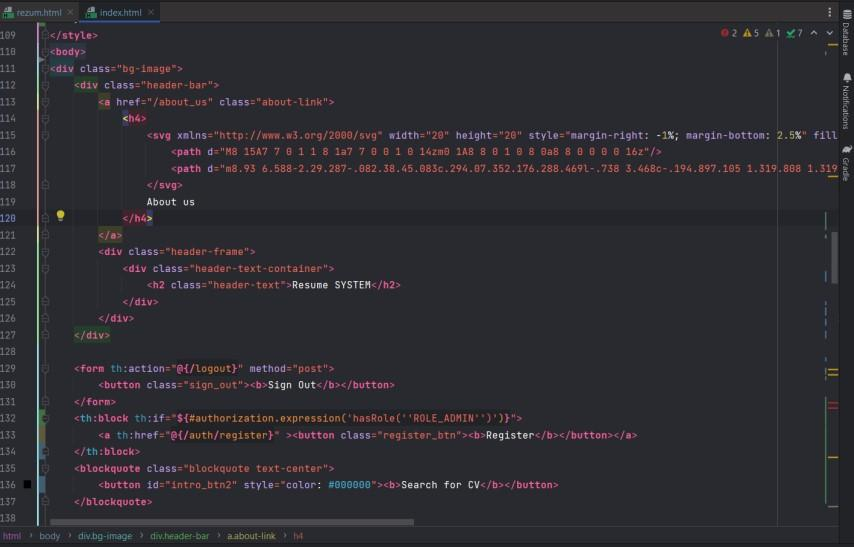 rezum.html × index.html ×
2 5 1 7
Database
Notifications
Gradle
109 </style>
110 <body>
111 <div class="bg-image">
112 <div class="header-bar">
113 <a href="/about_us" class="about-link">
114 <h4>
115 <svg xmlns="http://www.w3.org/2000/svg" width="20" height="20" style="margin-right: -1%; margin-bottom: 2.5%" fill
116 <path d="M8 15A7 7 0 1 1 8 1a7 7 0 0 1 0 14zm0 1A8 8 0 1 0 8 0a8 8 0 0 0 0 16z"/>
117 <path d="m8.93 6.588-2.29.287-.082.38.45.083c.294.07.352.176.288.469l-.738 3.468c-.194.897.105 1.319.808 1.319
118 </svg>
119 About us
120 </h4>
121 </a>
122 <div class="header-frame">
123 <div class="header-text-container">
124 <h2 class="header-text">Resume SYSTEM</h2>
125 </div>
126 </div>
127 </div>
128
129 <form th:action="@{/logout}" method="post">
130 <button class="sign_out"><b>Sign Out</b></button>
131 </form>
132 <th:block th:if="${#authorization.expression('hasRole(''ROLE_ADMIN'')')}">
133 <a th:href="@{/auth/register}" ><button class="register_btn"><b>Register</b></button></a>
134 </th:block>
135 <blockquote class="blockquote text-center">
136 <button id="intro_btn2" style="color: #000000"><b>Search for CV</b></button>
137 </blockquote>
138
html › body › div.bg-image › div.header-bar › a.about-link › h4